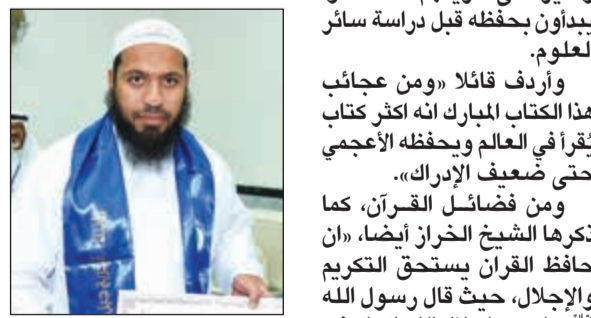 يبدأون بحفظه قبل دراسة سائر
لعلوم.
وأردف قائلا «ومن عجائب
هذا الكتاب المبارك انه اكثر كتاب
يُقرأ في العالم ويحفظه الأعجمي
حتى ضعيف الإدراك».
ومن فضائل القرآن، كما
ذكرها الشيخ الخراز أيضا، «ان
حافظ القران يستحق التكريم
والإجلال، حيث قال رسول الله